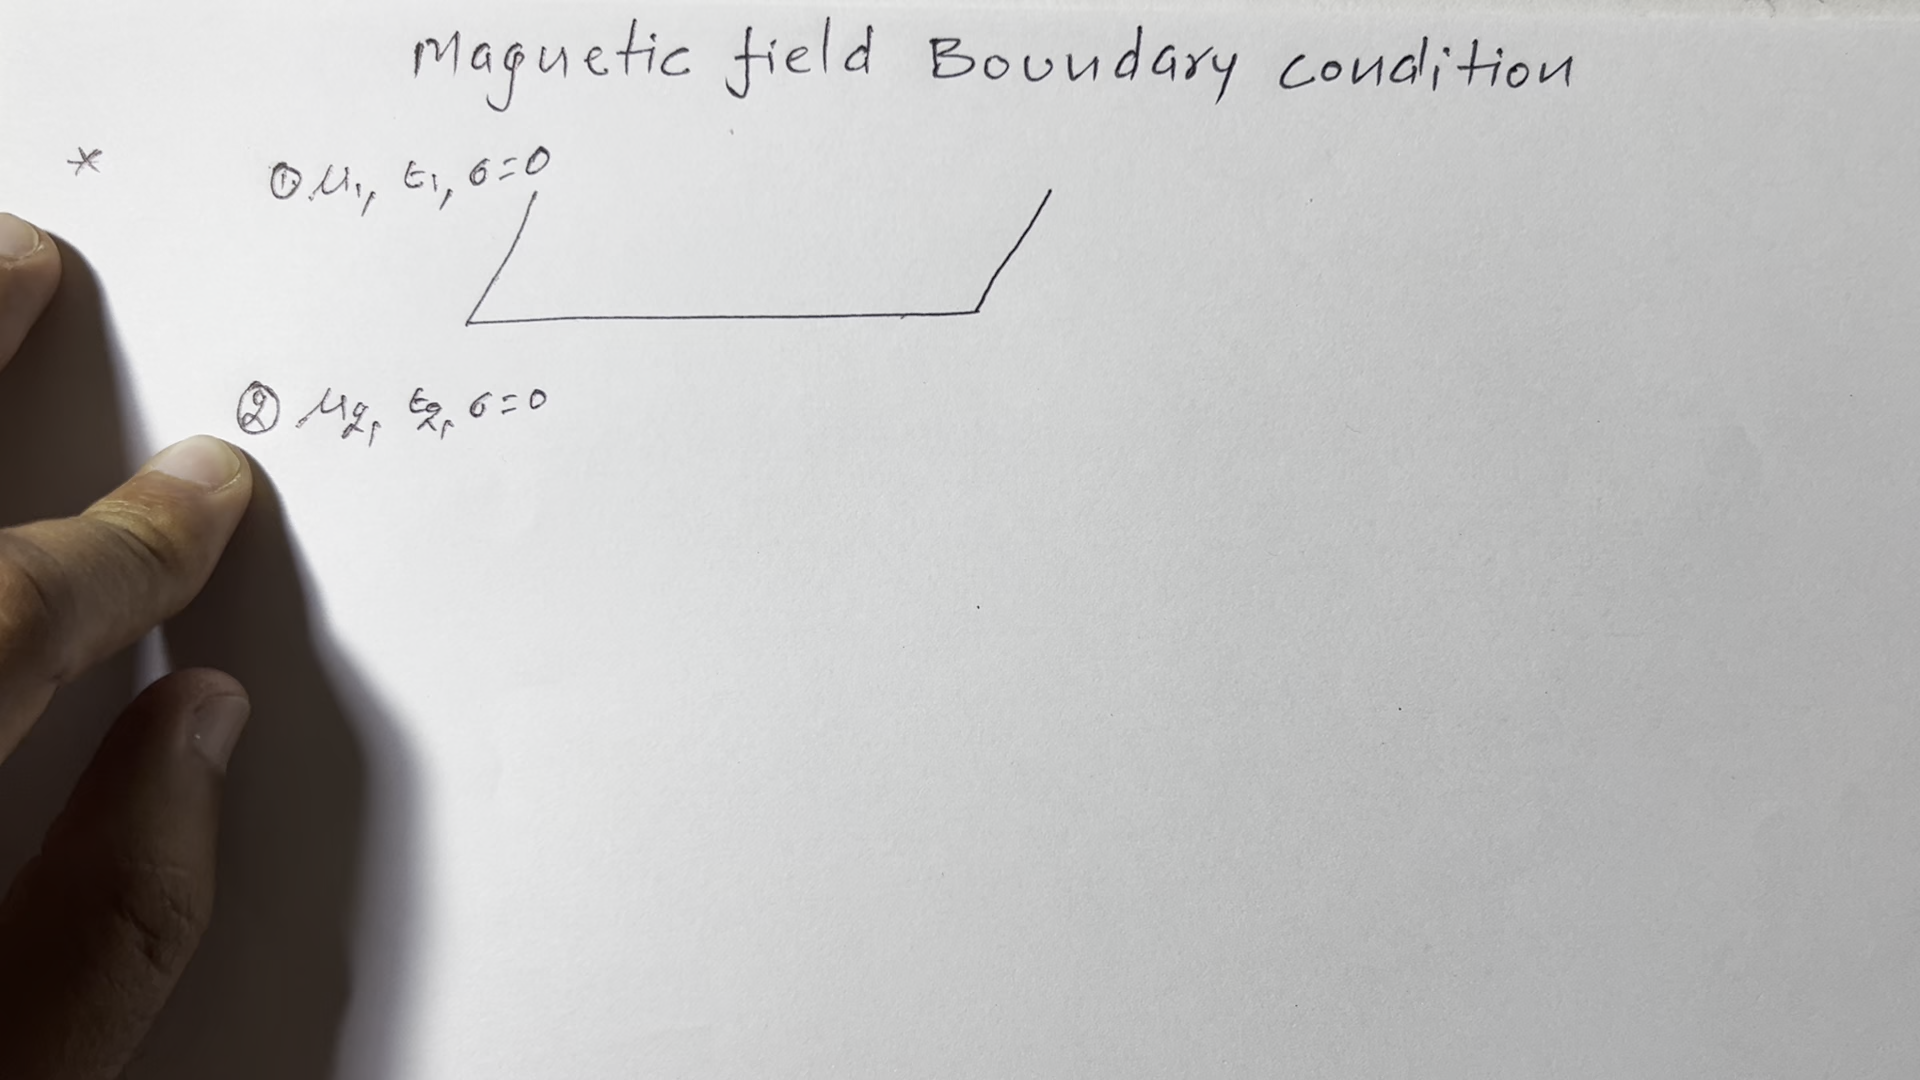 Magnetic field Boundary condition
* ① μ1, ε1, σ=0
② μ2, ε2, σ=0